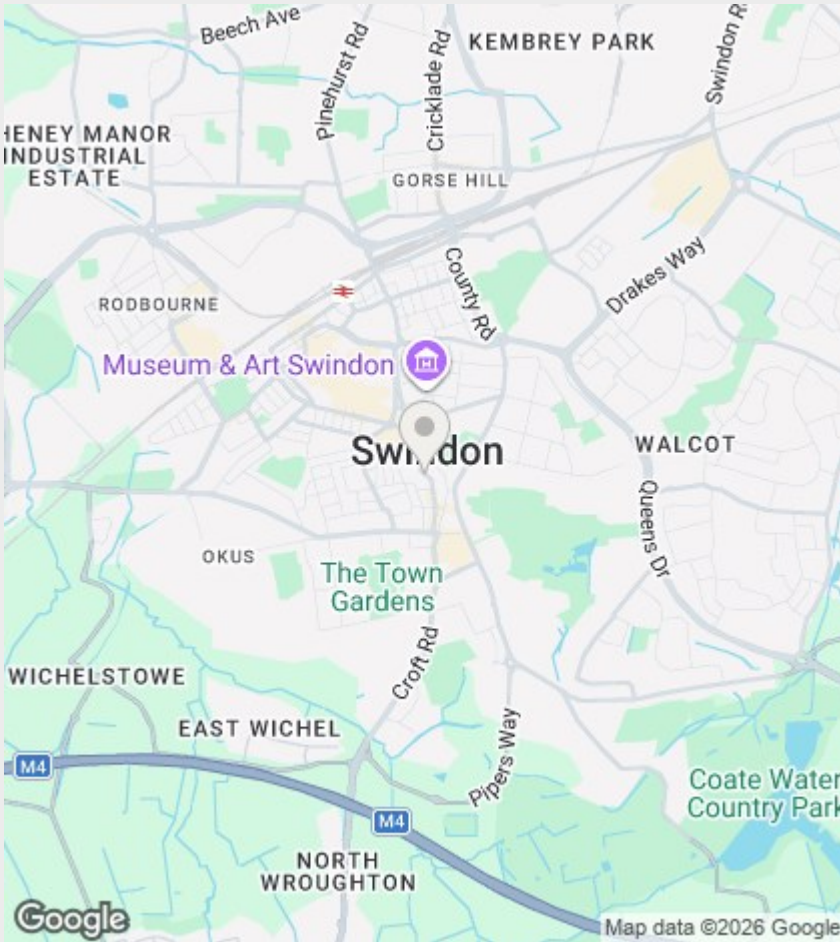 Beech Ave
Pinehurst Rd
Cricklade Rd
KEMBREY PARK
Swindon R
HENEY MANOR
INDUSTRIAL
ESTATE
GORSE HILL
County Rd
Drakes Way
RODBOURNE
Museum & Art Swindon
Swindon
WALCOT
Queens Dr
OKUS
The Town
Gardens
Croft Rd
WICHELSTOWE
EAST WICHEL
Pipers Way
M4
Coate Water
Country Park
M4
NORTH
WROUGHTON
Google
Map data ©2026 Google